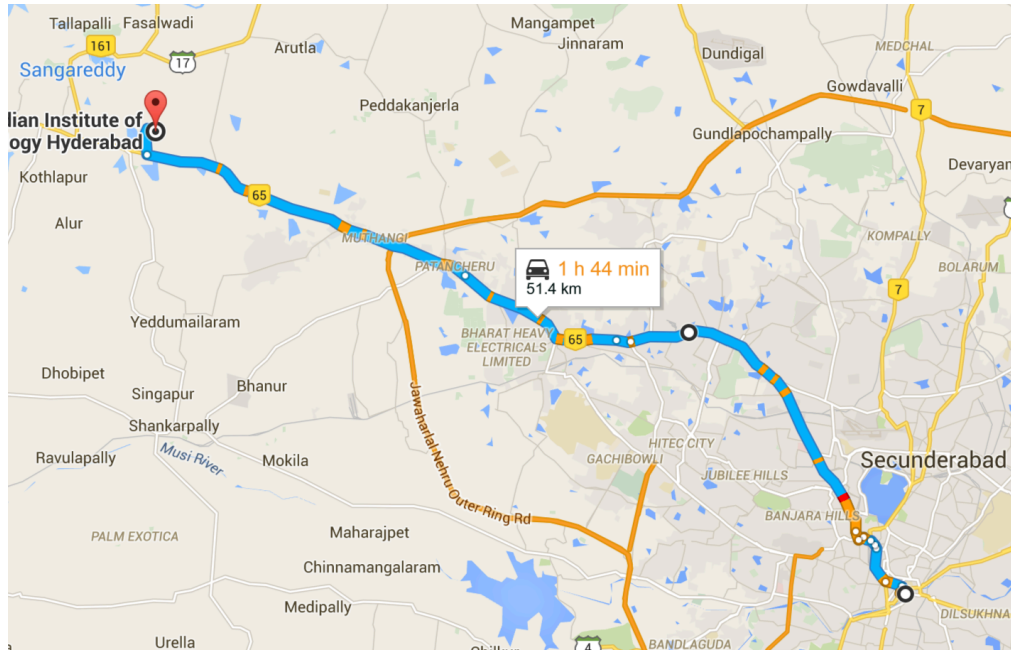 Tallapalli
Fasalwadi
Mangampet
161
Arutla
Jinnaram
Dundigal
MEDCHAL
17
Sangareddy
Gowdavalli
Peddakanjerla
7
dian Institute of
ogy Hyderabad
Gundlapochampally
Devaryan
Kothlapur
65
Alur
MUTHANGI
KOMPALLY
PATANCHERU
1 h 44 min
51.4 km
BOLARUM
7
Yeddumailaram
BHARAT HEAVY
ELECTRICALS
LIMITED
65
Dhobipet
Singapur
Bhanur
Jawaharlal Nehru Outer Ring Rd
Shankarpally
Ravulapally
Musi River
Mokila
HITEC CITY
GACHIBOWLI
JUBILEE HILLS
Secunderabad
BANJARA HILLS
PALM EXOTICA
Maharajpet
Chinnamangalaram
Medipally
DILSUKHNA
Urella
BANDLAGUDA
4